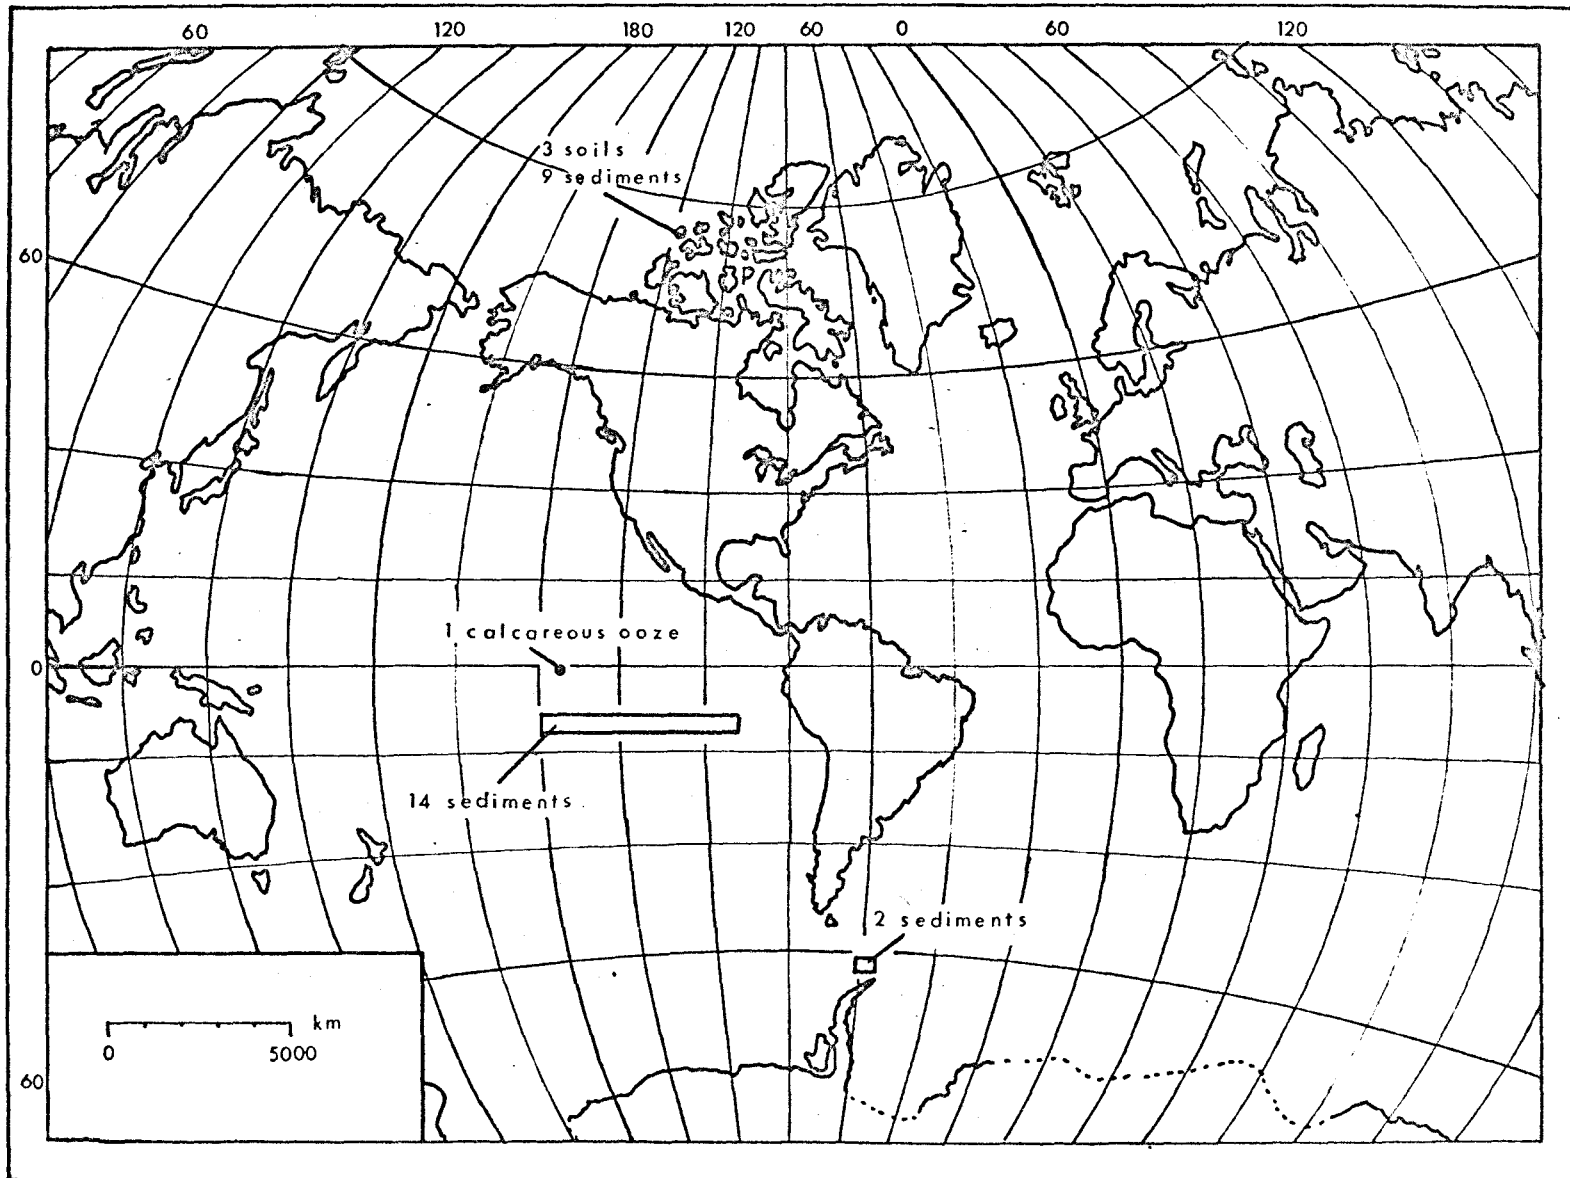 60 120 180 120 60 0 60 120
3 soils
9 sediments
60
P
1 calcareous ooze
0
14 sediments
2 sediments
km
0 5000
60